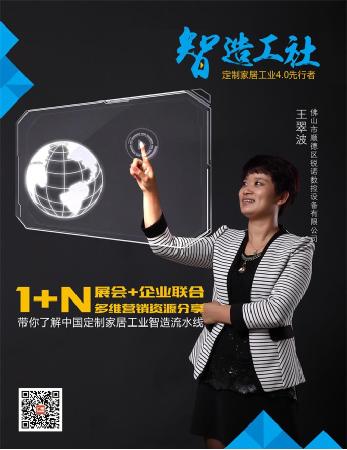 智造工社
定制家居工业4.0先行者
王翠波
佛山市顺德区锐诺数控设备有限公司
1+N
展会+企业联合
多维营销资源分享
带你了解中国定制家居工业智造流水线